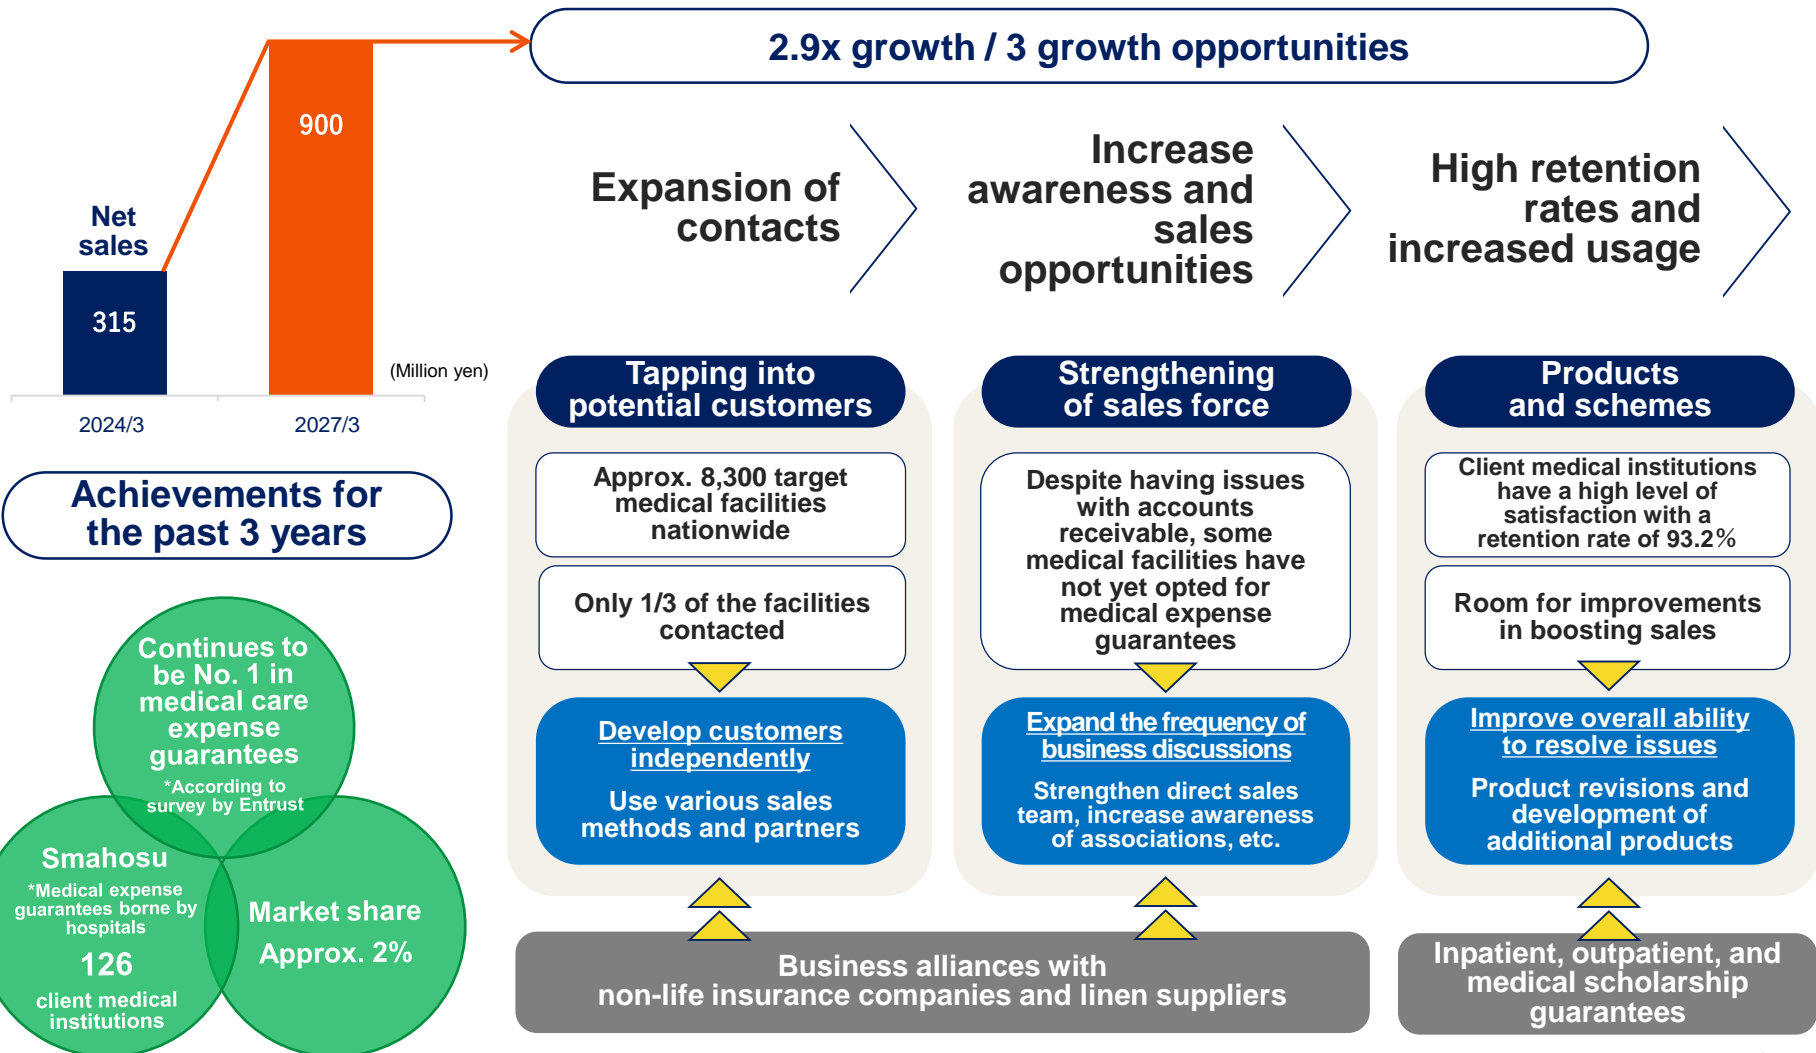 2.9x growth / 3 growth opportunities
900
Net
sales
315
(Million yen)
2024/3
2027/3
Expansion of
contacts
Increase
awareness and
sales
opportunities
High retention
rates and
increased usage
Achievements for
the past 3 years
Continues to
be No. 1 in
medical care
expense
guarantees
*According to
survey by Entrust
Smahosu
*Medical expense
guarantees borne by
hospitals
126
client medical
institutions
Market share
Approx. 2%
Tapping into
potential customers
Approx. 8,300 target
medical facilities
nationwide
Only 1/3 of the facilities
contacted
Develop customers
independently
Use various sales
methods and partners
Strengthening
of sales force
Despite having issues
with accounts
receivable, some
medical facilities have
not yet opted for
medical expense
guarantees
Expand the frequency of
business discussions
Strengthen direct sales
team, increase awareness
of associations, etc.
Products
and schemes
Client medical institutions
have a high level of
satisfaction with a
retention rate of 93.2%
Room for improvements
in boosting sales
Improve overall ability
to resolve issues
Product revisions and
development of
additional products
Business alliances with
non-life insurance companies and linen suppliers
Inpatient, outpatient, and
medical scholarship
guarantees